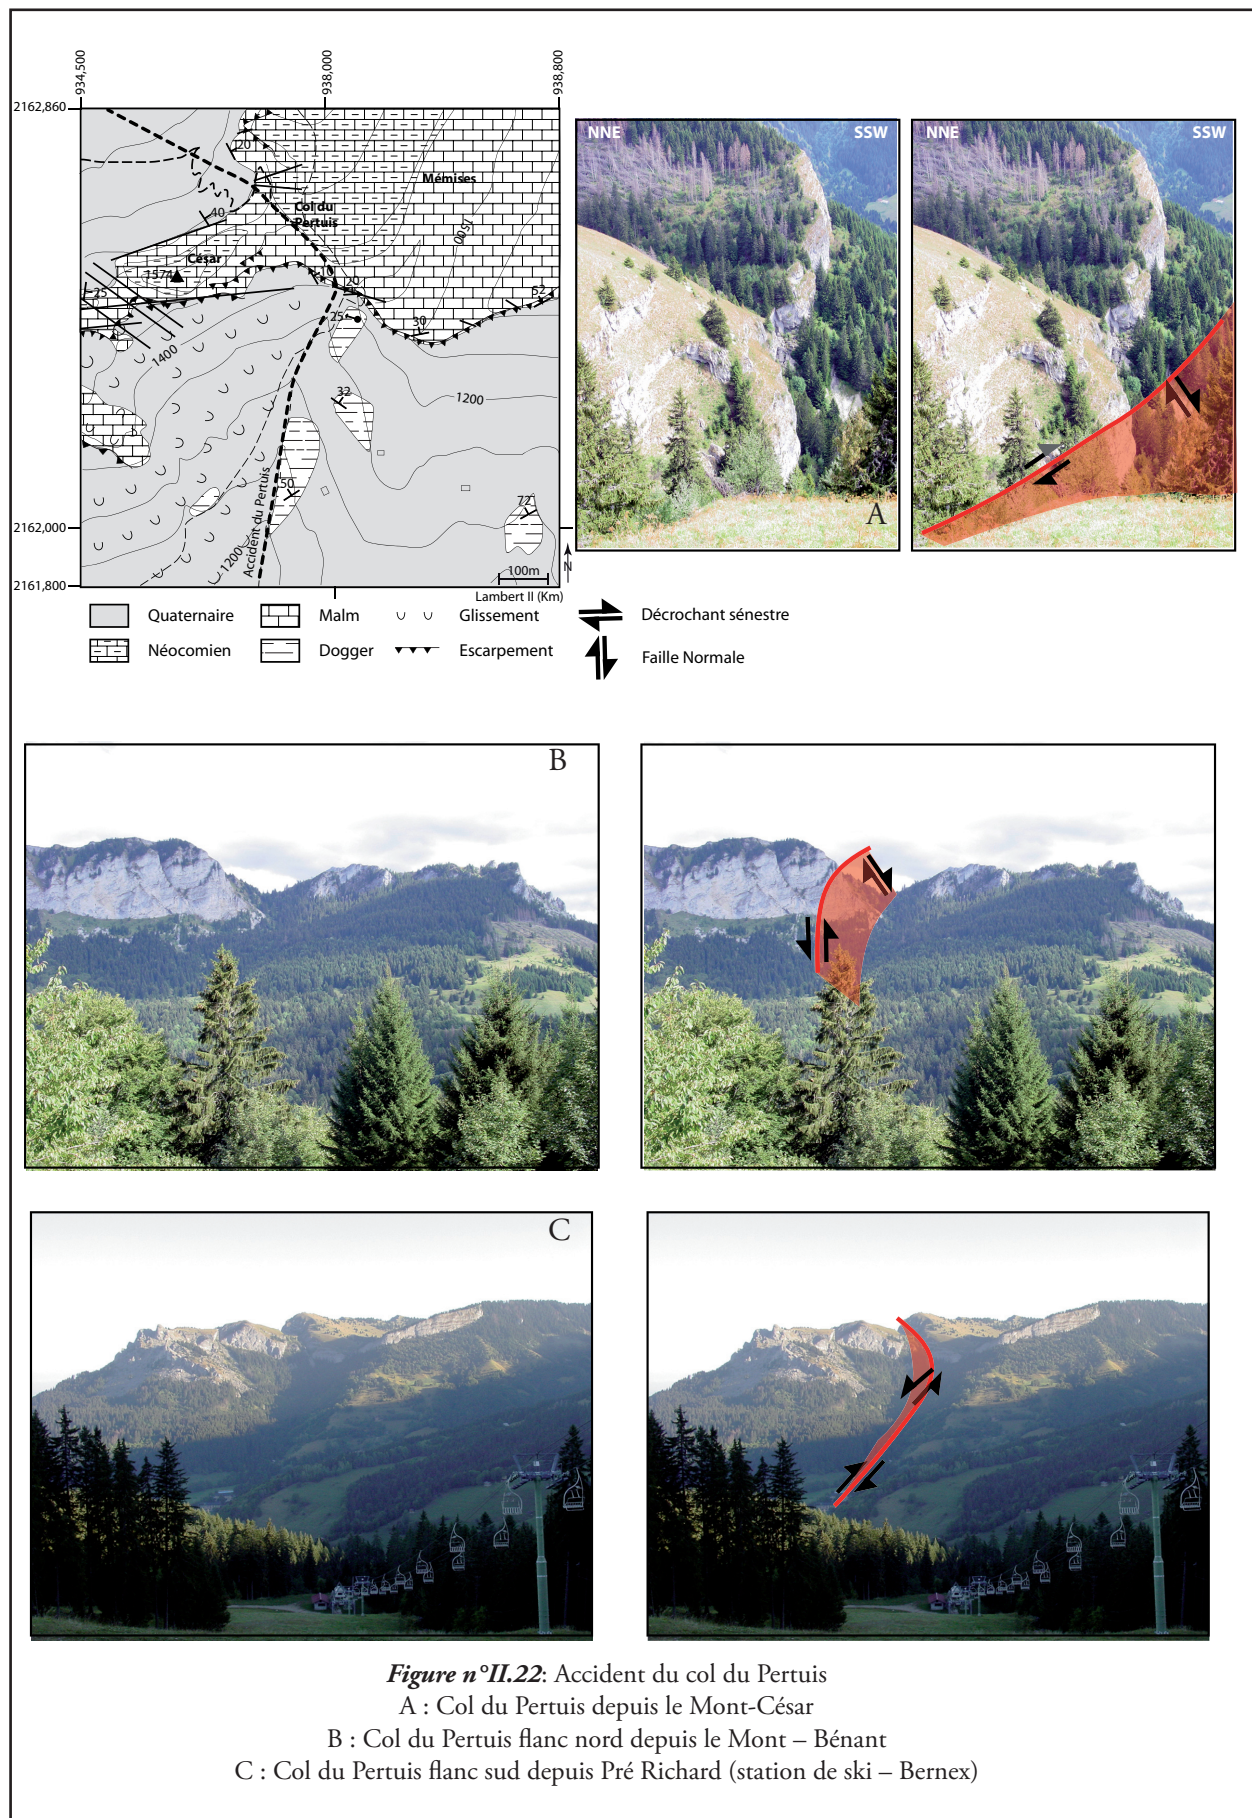 934,500
938,000
938,800
2162,860
2162,000
2161,800
20
Mémises
Col du
Pertuis
40
1500
César
1574
25
10
20
52
25
30
1400
32
1200
50
72
Accident du Pertuis
1200
100m
N
Lambert II (Km)
NNE SSW
A
NNE SSW
Quaternaire Malm Glissement Décrochant sénestre
Néocomien Dogger Escarpement Faille Normale
B
C
Figure n°II.22: Accident du col du Pertuis
A : Col du Pertuis depuis le Mont-César
B : Col du Pertuis flanc nord depuis le Mont – Bénant
C : Col du Pertuis flanc sud depuis Pré Richard (station de ski – Bernex)